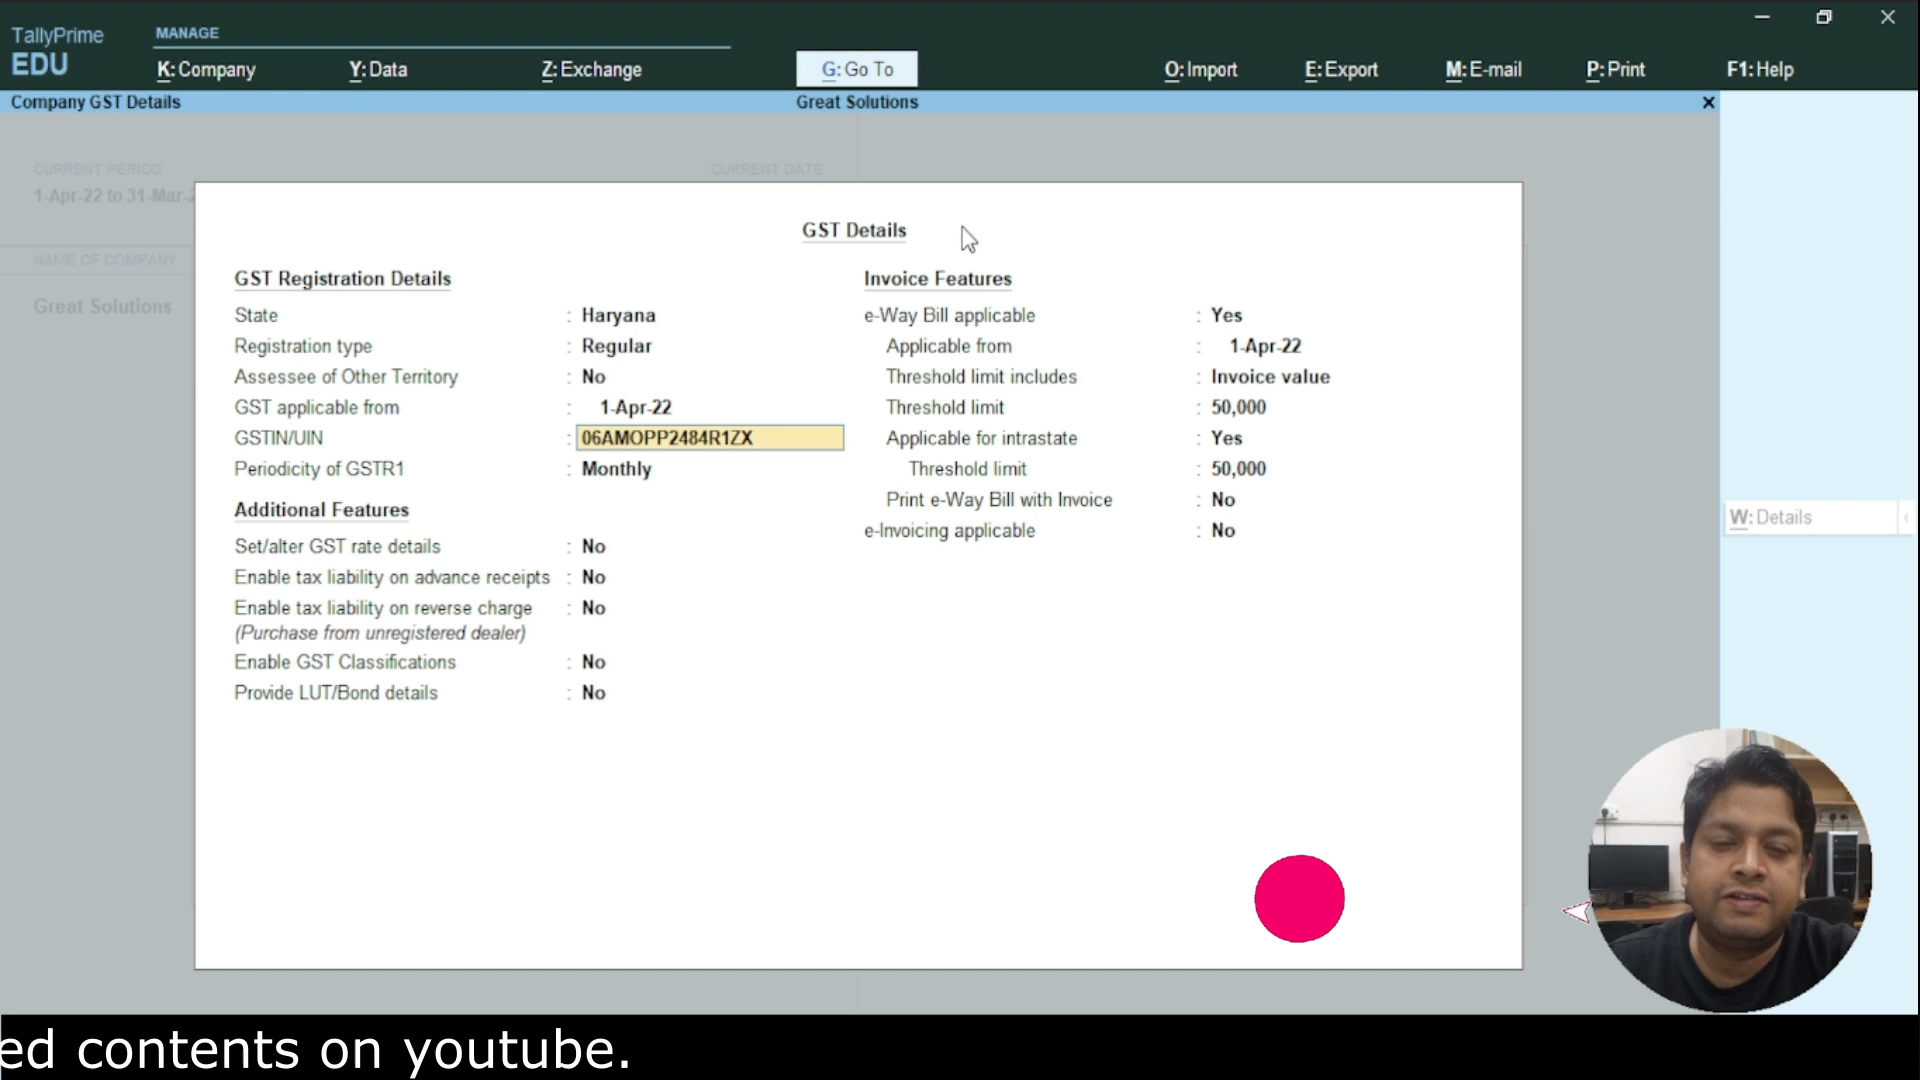 TallyPrime
EDU
MANAGE
K: Company
Y: Data
Z: Exchange
G: Go To
O: Import
E: Export
M: E-mail
P: Print
F1: Help
Company GST Details
Great Solutions
CURRENT PERIOD
CURRENT DATE
1-Apr-22 to 31-Mar-2
NAME OF COMPANY
Great Solutions
GST Details
GST Registration Details
State : Haryana
Registration type : Regular
Assessee of Other Territory : No
GST applicable from : 1-Apr-22
GSTIN/UIN : 06AMOPP2484R1ZX
Periodicity of GSTR1 : Monthly
Additional Features
Set/alter GST rate details : No
Enable tax liability on advance receipts : No
Enable tax liability on reverse charge : No
(Purchase from unregistered dealer)
Enable GST Classifications : No
Provide LUT/Bond details : No
Invoice Features
e-Way Bill applicable : Yes
Applicable from : 1-Apr-22
Threshold limit includes : Invoice value
Threshold limit : 50,000
Applicable for intrastate : Yes
Threshold limit : 50,000
Print e-Way Bill with Invoice : No
e-Invoicing applicable : No
W: Details
ed contents on youtube.